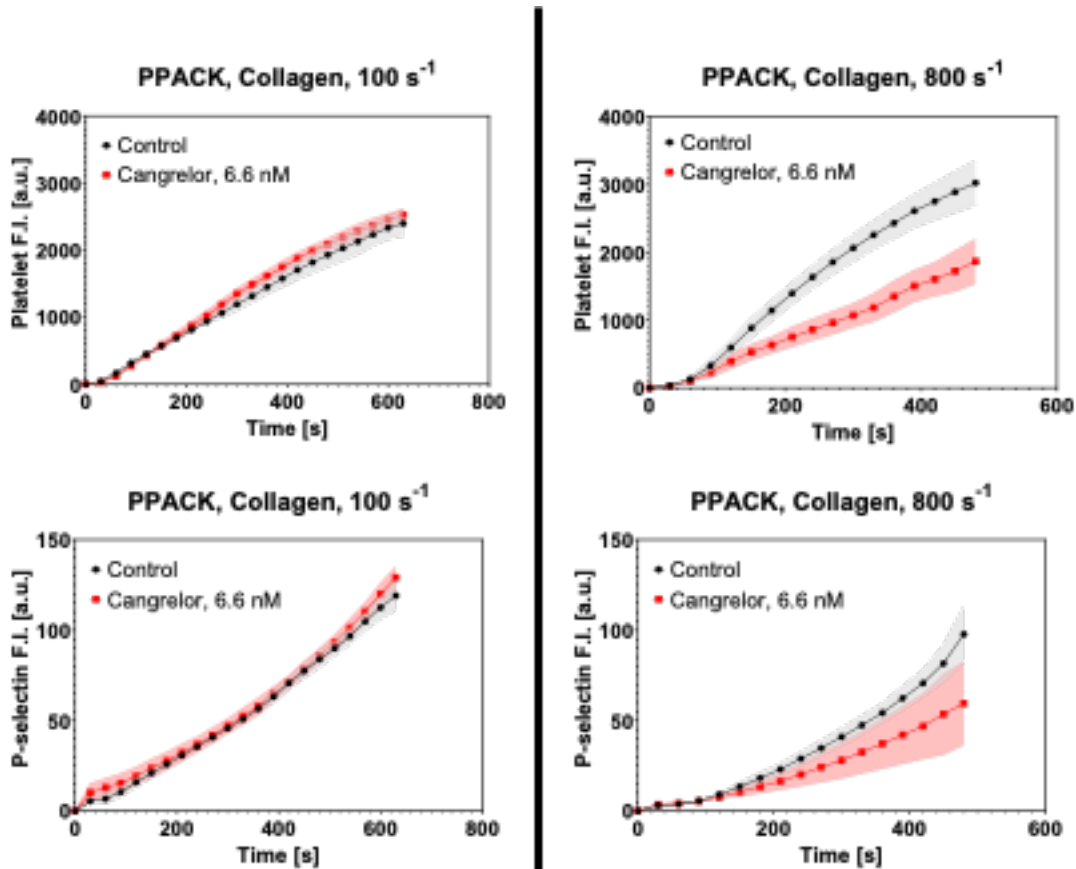 PPACK, Collagen, 100 s⁻¹
Platelet F.I. [a.u.]
4000
3000
2000
1000
0
Control
Cangrelor, 6.6 nM
0 200 400 600 800
Time [s]
PPACK, Collagen, 800 s⁻¹
Platelet F.I. [a.u.]
4000
3000
2000
1000
0
Control
Cangrelor, 6.6 nM
0 200 400 600
Time [s]
PPACK, Collagen, 100 s⁻¹
P-selectin F.I. [a.u.]
150
100
50
0
Control
Cangrelor, 6.6 nM
0 200 400 600 800
Time [s]
PPACK, Collagen, 800 s⁻¹
P-selectin F.I. [a.u.]
150
100
50
0
Control
Cangrelor, 6.6 nM
0 200 400 600
Time [s]